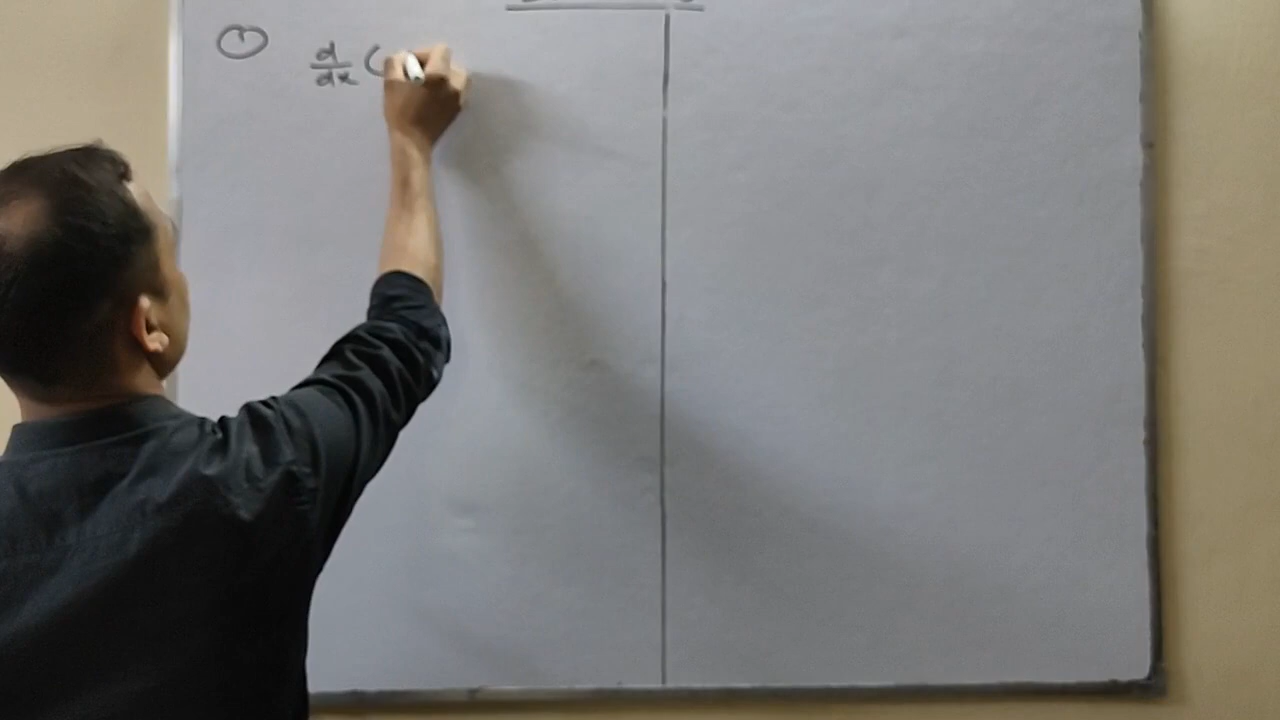 ① d/dx (